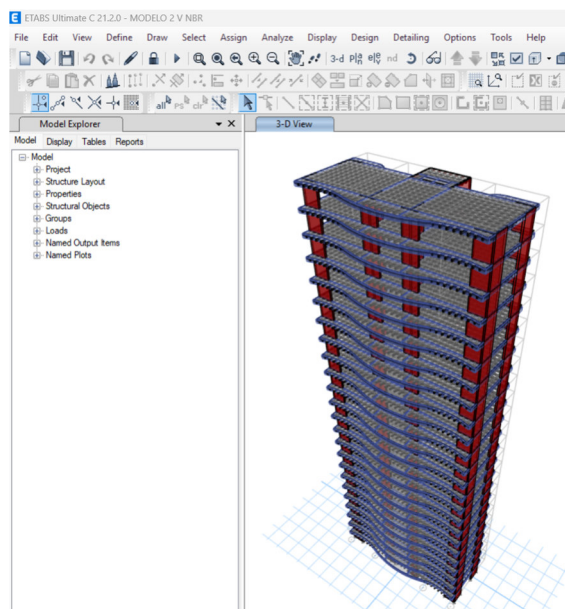 ETABS Ultimate C 21.2.0 - MODELO 2 V NBR
File Edit View Define Draw Select Assign Analyze Display Design Detailing Options Tools Help
3-d nd
all
Model Explorer
3-D View
Model Display Tables Reports
Model
Project
Structure Layout
Properties
Structural Objects
Groups
Loads
Named Output Items
Named Plots